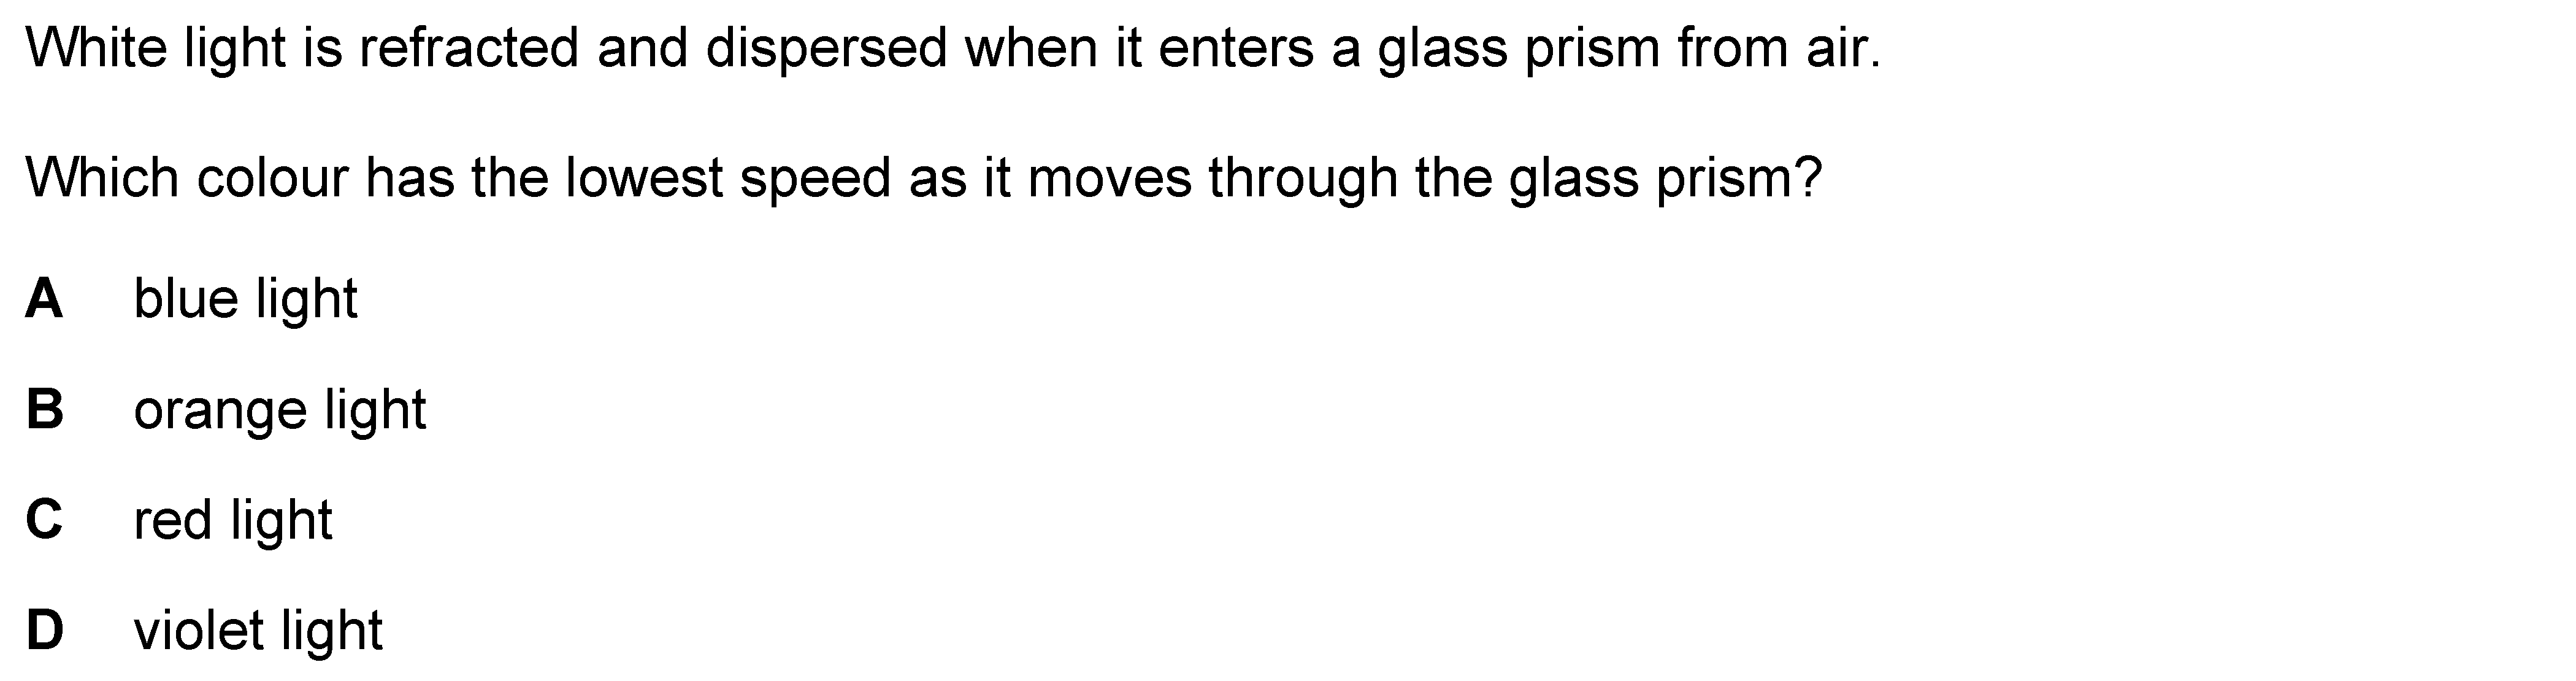 White light is refracted and dispersed when it enters a glass prism from air.
Which colour has the lowest speed as it moves through the glass prism?
A blue light
B orange light
C red light
D violet light